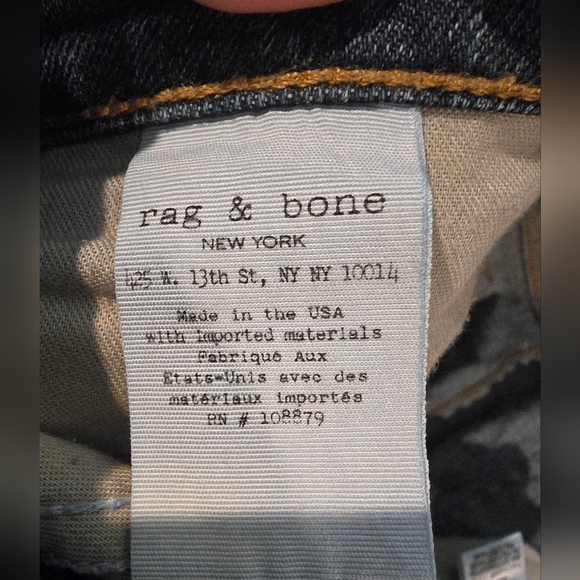 rag & bone
NEW YORK
425 W. 13th St, NY NY 10014
Made in the USA
with imported materials
Fabriqué Aux
États-Unis avec des
matériaux importés
RN # 108879